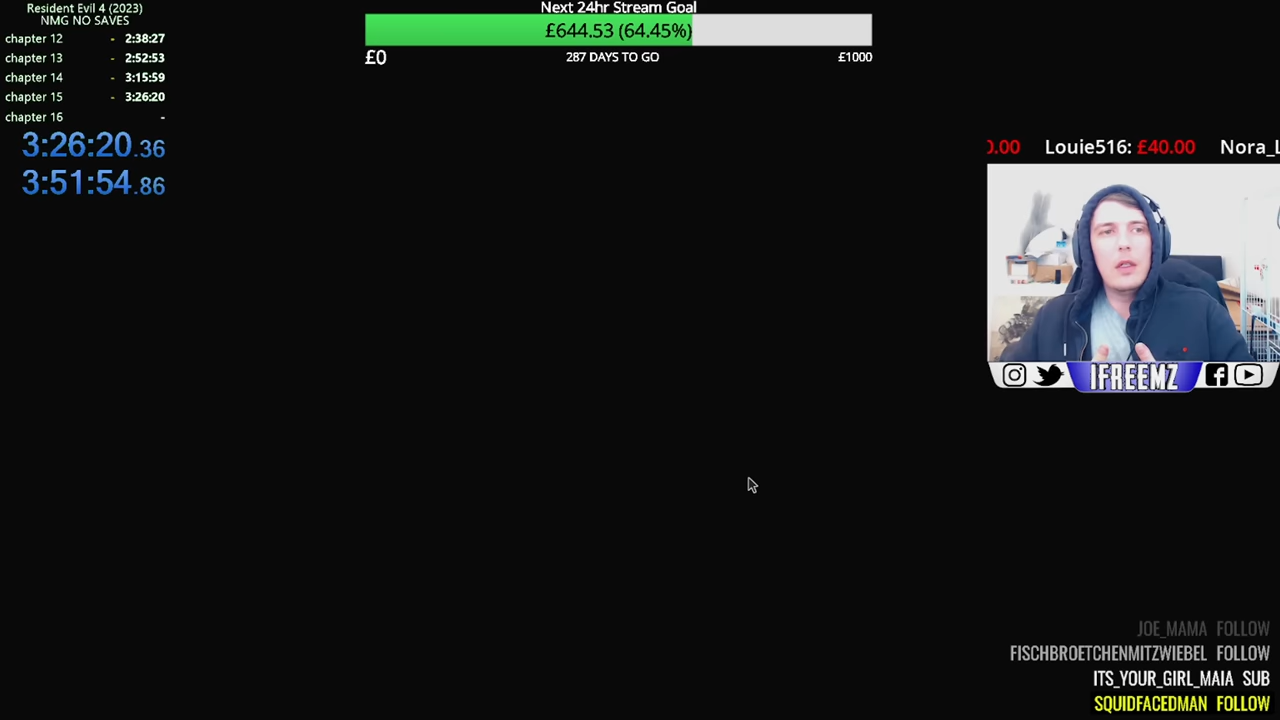 Resident Evil 4 (2023)
NMG NO SAVES
chapter 12 - 2:38:27
chapter 13 - 2:52:53
chapter 14 - 3:15:59
chapter 15 - 3:26:20
chapter 16 -
3:26:20.36
3:51:54.86
Next 24hr Stream Goal
£644.53 (64.45%)
£0 287 DAYS TO GO £1000
0.00 Louie516: £40.00 Nora_L
IFREEMZ
JOE_MAMA FOLLOW
FISCHBROETCHENMITZWIEBEL FOLLOW
ITS_YOUR_GIRL_MAIA SUB
SQUIDFACEDMAN FOLLOW